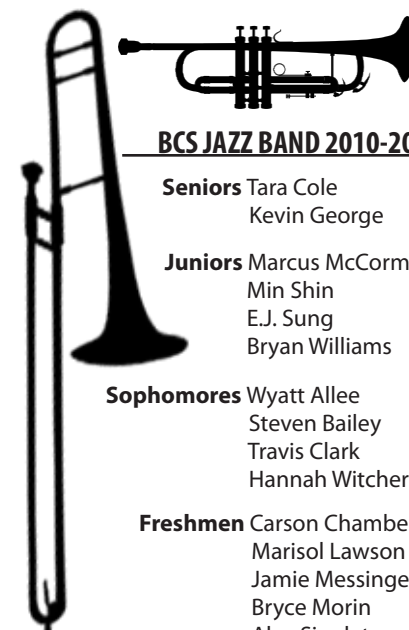 BCS JAZZ BAND 2010-20
Seniors Tara Cole
Kevin George
Juniors Marcus McCorm
Min Shin
E.J. Sung
Bryan Williams
Sophomores Wyatt Allee
Steven Bailey
Travis Clark
Hannah Witcher
Freshmen Carson Chambe
Marisol Lawson
Jamie Messinge
Bryce Morin